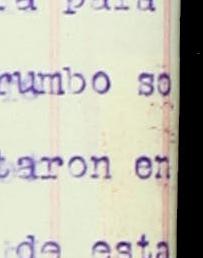 a para
rumbo so
taron en
de esta